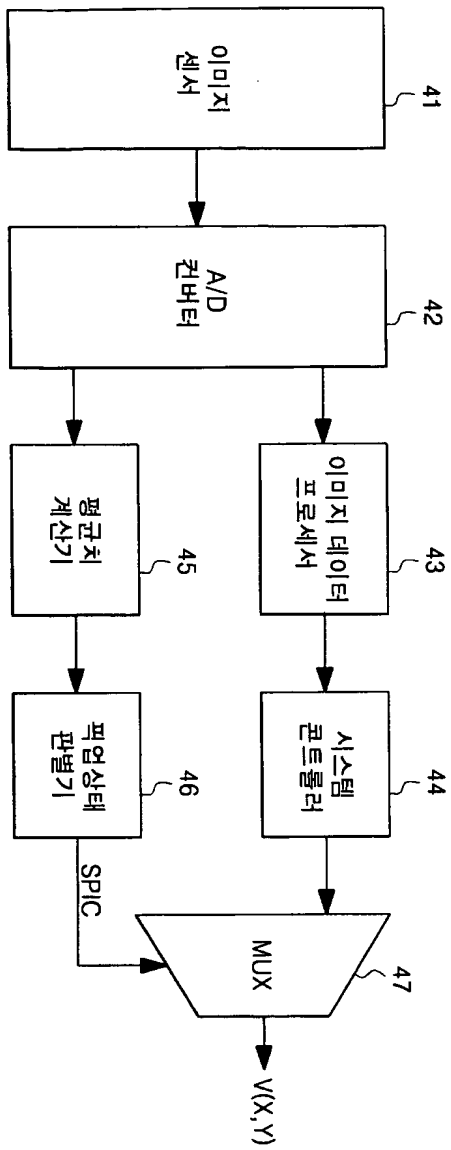 이미지
센서
41
A/D
컨버터
42
이미지 데이터
프로세서
43
시스템
콘트롤러
44
평균치
계산기
45
픽업상태
판별기
46
SPIC
MUX
47
V(X,Y)